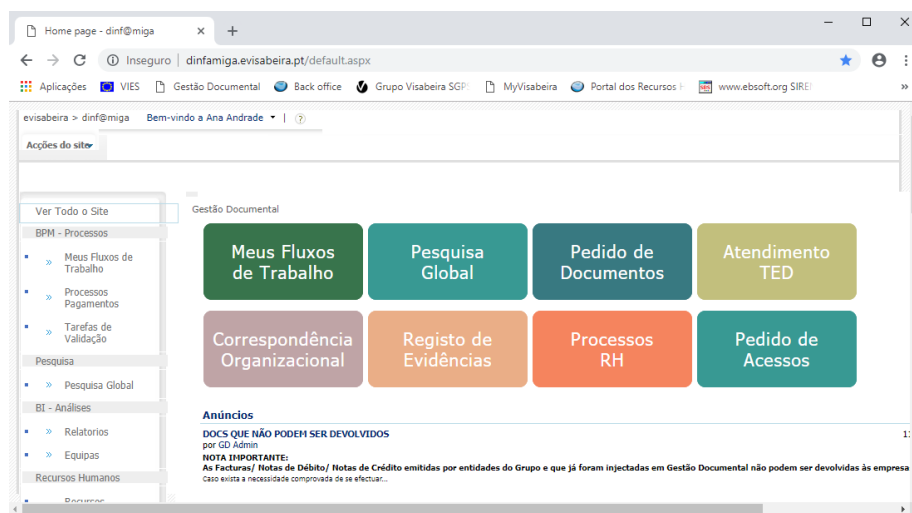 Home page - dinf@miga
Inseguro | dinfamiga.evisabeira.pt/default.aspx
Aplicações VIES Gestão Documental Back office Grupo Visabeira SGP MyVisabeira Portal dos Recursos www.ebsoft.org SIRE
evisabeira > dinf@miga Bem-vindo a Ana Andrade
Acções do site
Ver Todo o Site
BPM - Processos
Meus Fluxos de
Trabalho
Processos
Pagamentos
Tarefas de
Validação
Pesquisa
Pesquisa Global
BI - Análises
Relatorios
Equipas
Recursos Humanos
Recursos
Gestão Documental
Meus Fluxos
de Trabalho
Pesquisa
Global
Pedido de
Documentos
Atendimento
TED
Correspondência
Organizacional
Registo de
Evidências
Processos
RH
Pedido de
Acessos
Anúncios
DOCS QUE NÃO PODEM SER DEVOLVIDOS
por GD Admin
NOTA IMPORTANTE:
As Facturas/ Notas de Débito/ Notas de Crédito emitidas por entidades do Grupo e que já foram injectadas em Gestão Documental não podem ser devolvidas às empresa
Caso exista a necessidade comprovada de se efectuar...